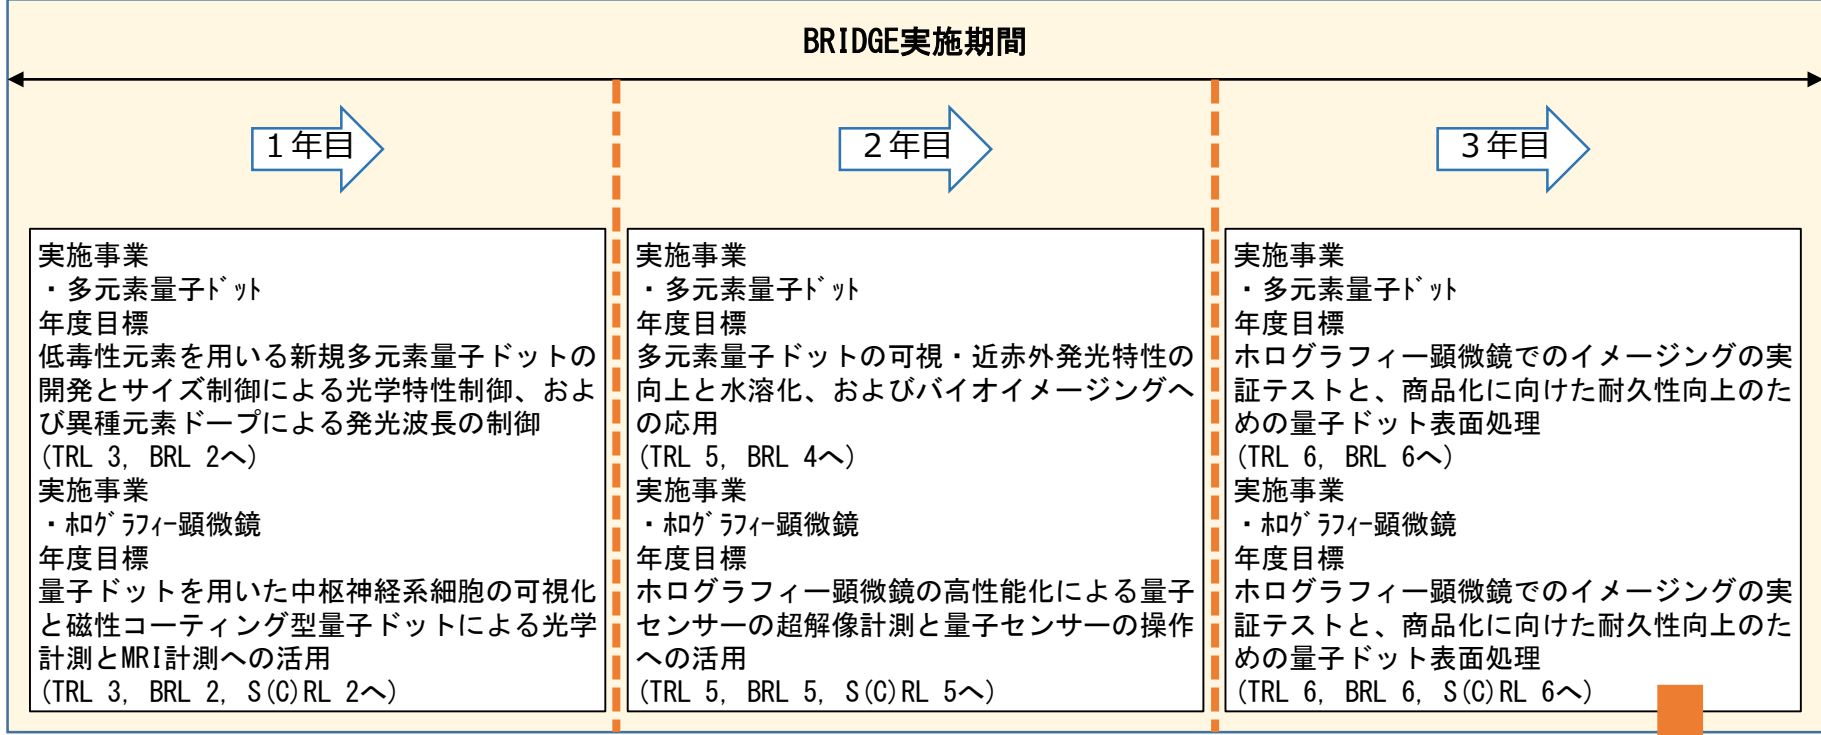 BRIDGE実施期間
１年目
２年目
３年目
実施事業
・多元素量子ﾄﾞｯﾄ
年度目標
低毒性元素を用いる新規多元素量子ドットの
開発とサイズ制御による光学特性制御、およ
び異種元素ドープによる発光波長の制御
(TRL 3, BRL 2へ)
実施事業
・ﾎﾛｸﾞﾗﾌｨｰ顕微鏡
年度目標
量子ドットを用いた中枢神経系細胞の可視化
と磁性コーティング型量子ドットによる光学
計測とMRI計測への活用
(TRL 3, BRL 2, S(C)RL 2へ)
実施事業
・多元素量子ﾄﾞｯﾄ
年度目標
多元素量子ドットの可視・近赤外発光特性の
向上と水溶化、およびバイオイメージングへ
の応用
(TRL 5, BRL 4へ)
実施事業
・ﾎﾛｸﾞﾗﾌｨｰ顕微鏡
年度目標
ホログラフィー顕微鏡の高性能化による量子
センサーの超解像計測と量子センサーの操作
への活用
(TRL 5, BRL 5, S(C)RL 5へ)
実施事業
・多元素量子ﾄﾞｯﾄ
年度目標
ホログラフィー顕微鏡でのイメージングの実
証テストと、商品化に向けた耐久性向上のた
めの量子ドット表面処理
(TRL 6, BRL 6へ)
実施事業
・ﾎﾛｸﾞﾗﾌｨｰ顕微鏡
年度目標
ホログラフィー顕微鏡でのイメージングの実
証テストと、商品化に向けた耐久性向上のた
めの量子ドット表面処理
(TRL 6, BRL 6, S(C)RL 6へ)